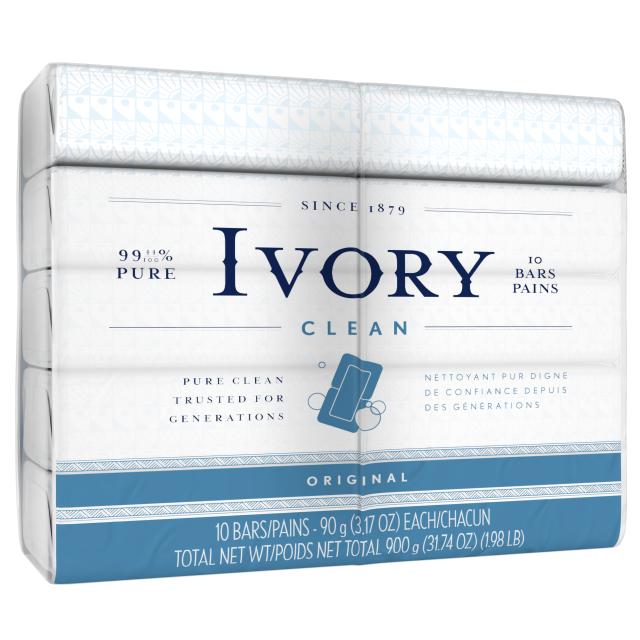 SINCE 1879
99 44/100% PURE
IVORY
10 BARS PAINS
CLEAN
PURE CLEAN
TRUSTED FOR
GENERATIONS
NETTOYANT PUR DIGNE
DE CONFIANCE DEPUIS
DES GÉNÉRATIONS
ORIGINAL
10 BARS/PAINS - 90 g (3,17 OZ) EACH/CHACUN
TOTAL NET WT/POIDS NET TOTAL 900 g (31.74 OZ) (1.98 LB)